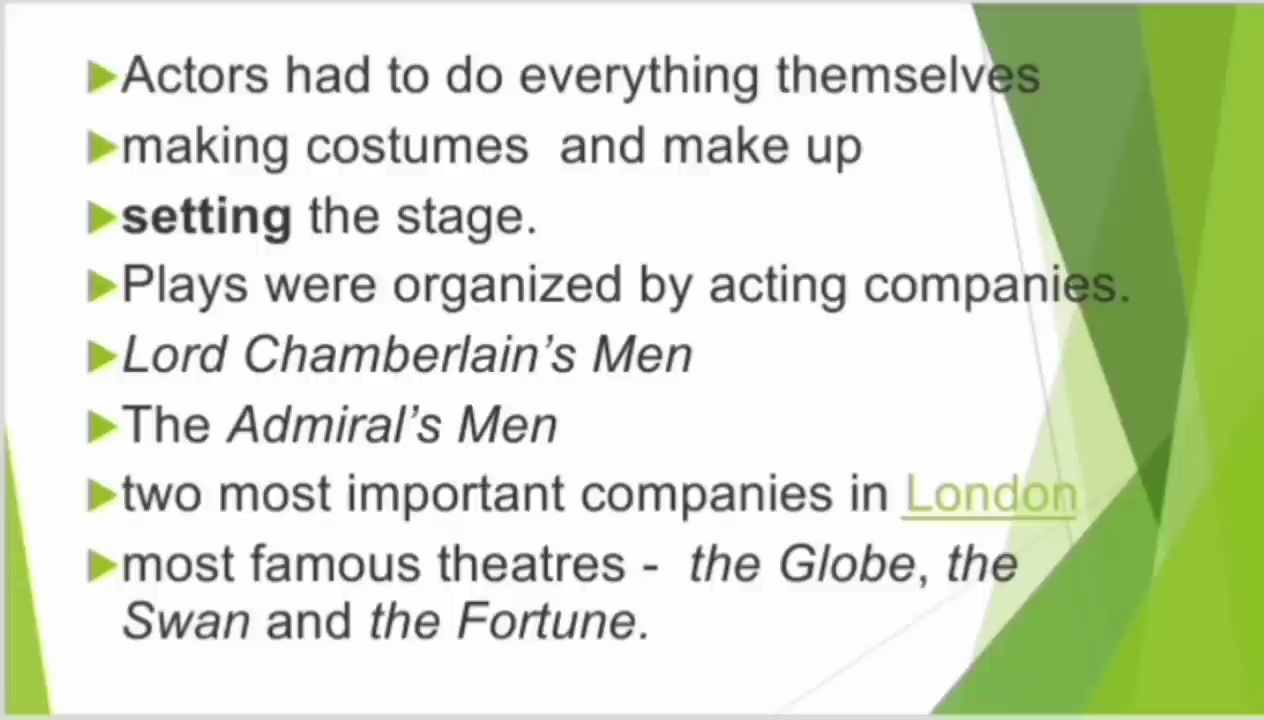 Actors had to do everything themselves
making costumes and make up
setting the stage.
Plays were organized by acting companies.
Lord Chamberlain's Men
The Admiral's Men
two most important companies in London
most famous theatres - the Globe, the
Swan and the Fortune.